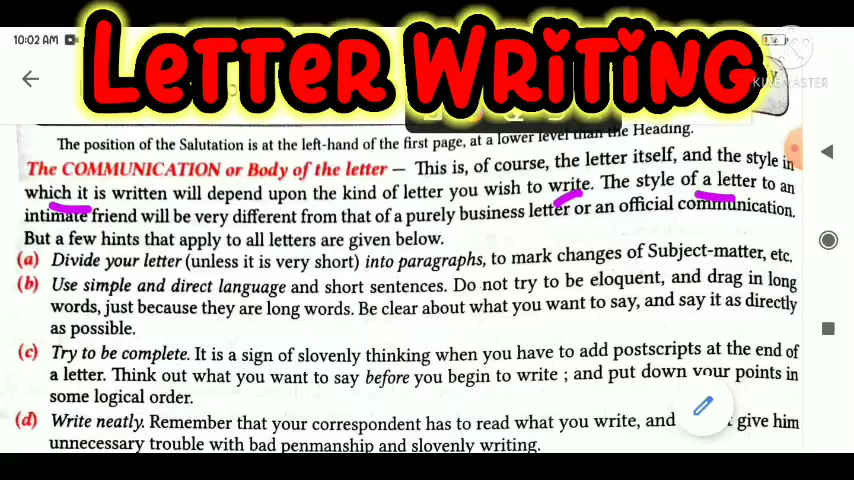 LETTER WRITING
10:02 AM
KINEMASTER
The position of the Salutation is at the left-hand of the first page, at a lower level than the Heading.
The COMMUNICATION or Body of the letter — This is, of course, the letter itself, and the style in
which it is written will depend upon the kind of letter you wish to write. The style of a letter to an
intimate friend will be very different from that of a purely business letter or an official communication.
But a few hints that apply to all letters are given below.
(a) Divide your letter (unless it is very short) into paragraphs, to mark changes of Subject-matter, etc.
(b) Use simple and direct language and short sentences. Do not try to be eloquent, and drag in long
words, just because they are long words. Be clear about what you want to say, and say it as directly
as possible.
(c) Try to be complete. It is a sign of slovenly thinking when you have to add postscripts at the end of
a letter. Think out what you want to say before you begin to write ; and put down your points in
some logical order.
(d) Write neatly. Remember that your correspondent has to read what you write, and give him
unnecessary trouble with bad penmanship and slovenly writing.